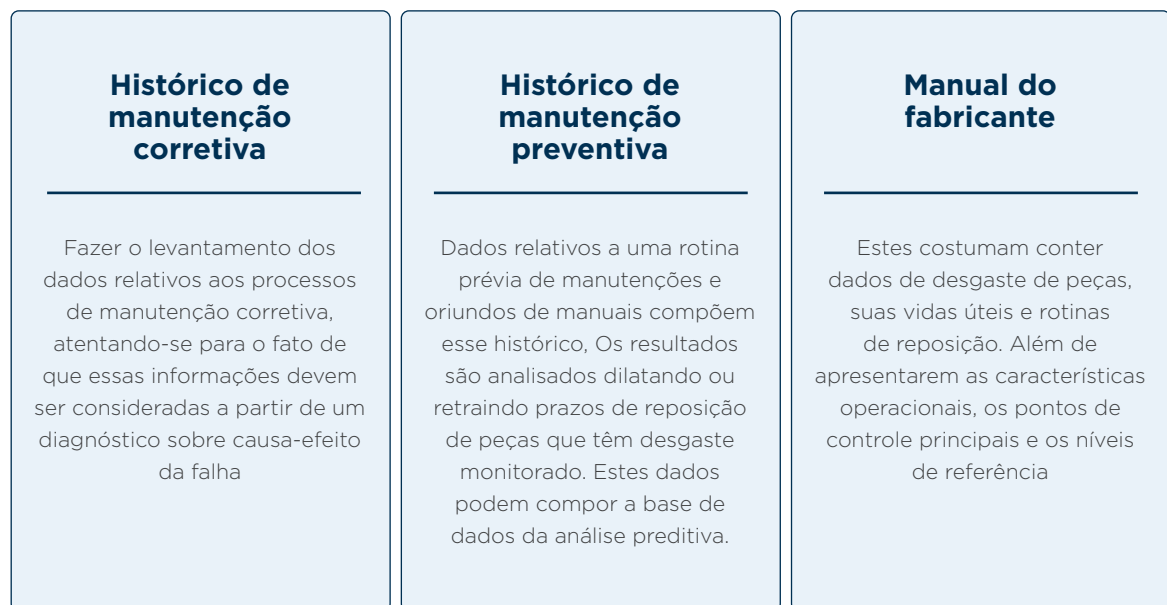 Histórico de
manutenção
corretiva
Fazer o levantamento dos
dados relativos aos processos
de manutenção corretiva,
atentando-se para o fato de
que essas informações devem
ser consideradas a partir de um
diagnóstico sobre causa-efeito
da falha
Histórico de
manutenção
preventiva
Dados relativos a uma rotina
prévia de manutenções e
oriundos de manuais compõem
esse histórico, Os resultados
são analisados dilatando ou
retraindo prazos de reposição
de peças que têm desgaste
monitorado. Estes dados
podem compor a base de
dados da análise preditiva.
Manual do
fabricante
Estes costumam conter
dados de desgaste de peças,
suas vidas úteis e rotinas
de reposição. Além de
apresentarem as características
operacionais, os pontos de
controle principais e os níveis
de referência